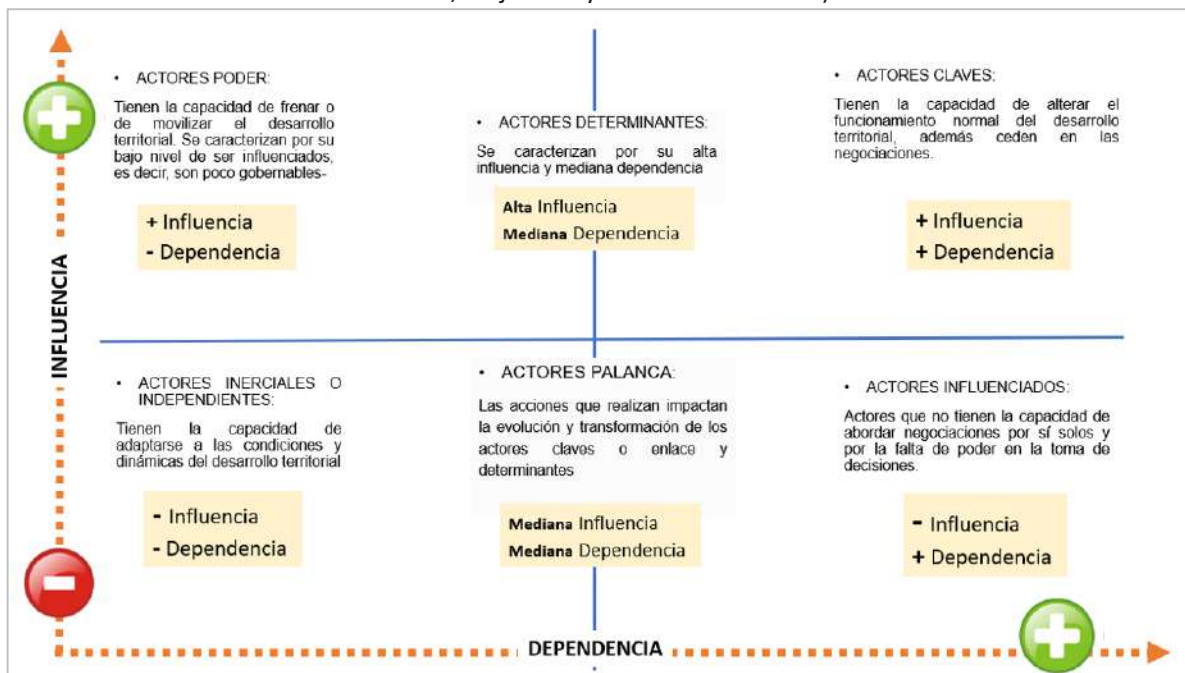 • ACTORES PODER:
Tienen la capacidad de frenar o
de movilizar el desarrollo
territorial. Se caracterizan por su
bajo nivel de ser influenciados,
es decir, son poco gobernables-
+ Influencia
- Dependencia
• ACTORES DETERMINANTES:
Se caracterizan por su alta
influencia y mediana dependencia
Alta Influencia
Mediana Dependencia
• ACTORES CLAVES:
Tienen la capacidad de alterar el
funcionamiento normal del desarrollo
territorial, además ceden en las
negociaciones.
+ Influencia
+ Dependencia
INFLUENCIA
• ACTORES INERCIALES O
INDEPENDIENTES:
Tienen la capacidad de
adaptarse a las condiciones y
dinámicas del desarrollo territorial
- Influencia
- Dependencia
• ACTORES PALANCA:
Las acciones que realizan impactan
la evolución y transformación de los
actores claves o enlace y
determinantes
Mediana Influencia
Mediana Dependencia
• ACTORES INFLUENCIADOS:
Actores que no tienen la capacidad de
abordar negociaciones por sí solos y
por la falta de poder en la toma de
decisiones.
- Influencia
+ Dependencia
DEPENDENCIA